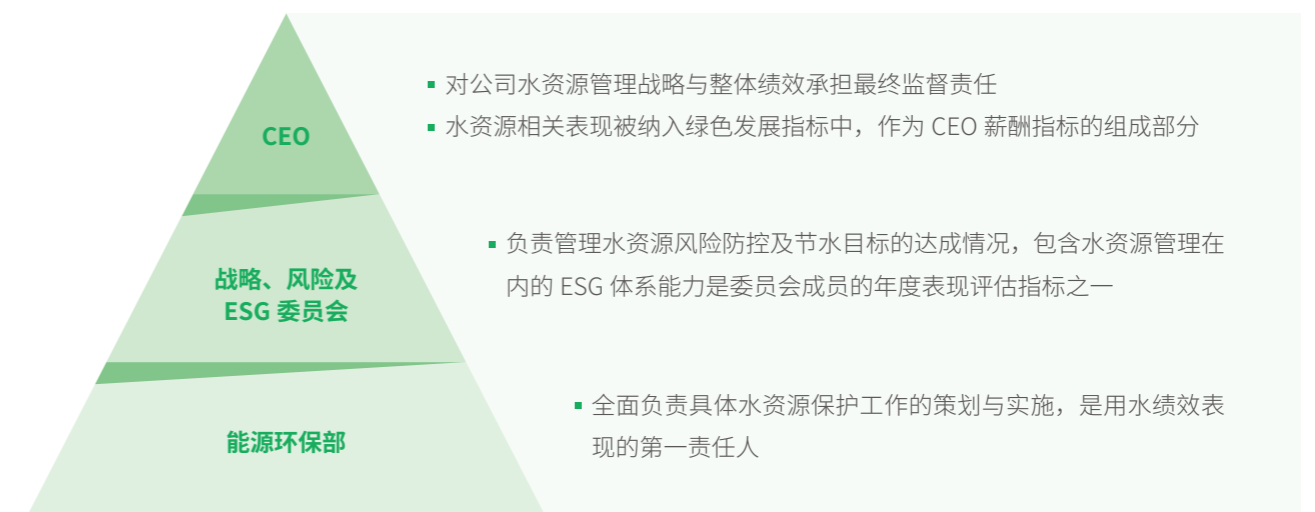 CEO
▪ 对公司水资源管理战略与整体绩效承担最终监督责任
▪ 水资源相关表现被纳入绿色发展指标中，作为 CEO 薪酬指标的组成部分
战略、风险及
ESG 委员会
▪ 负责管理水资源风险防控及节水目标的达成情况，包含水资源管理在
内的 ESG 体系能力是委员会成员的年度表现评估指标之一
能源环保部
▪ 全面负责具体水资源保护工作的策划与实施，是用水绩效表
现的第一责任人